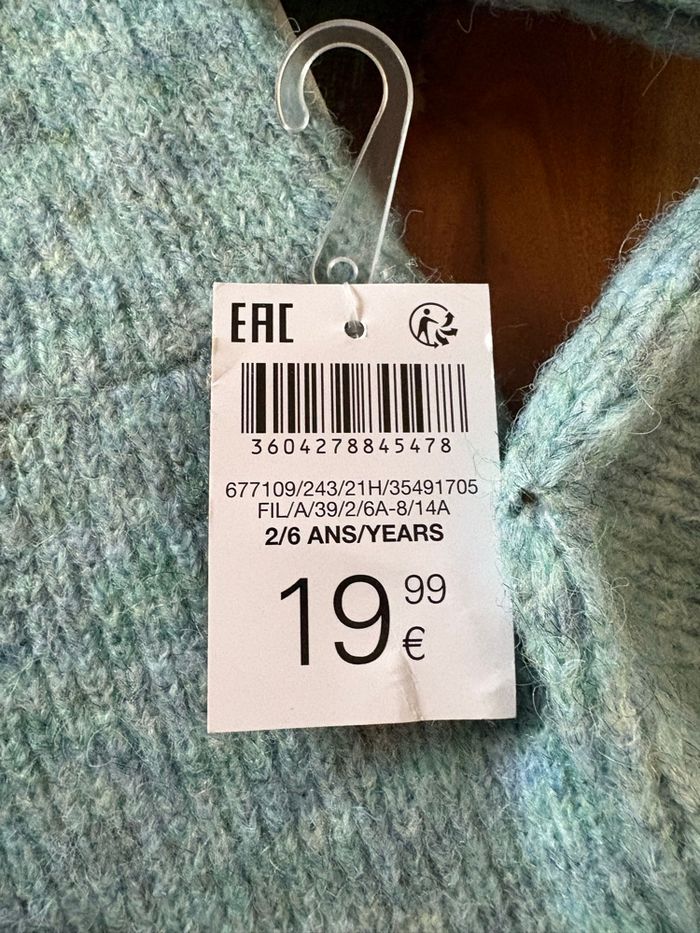 EAC
3604278845478
677109/243/21H/35491705
FIL/A/39/2/6A-8/14A
2/6 ANS/YEARS
19 99
€